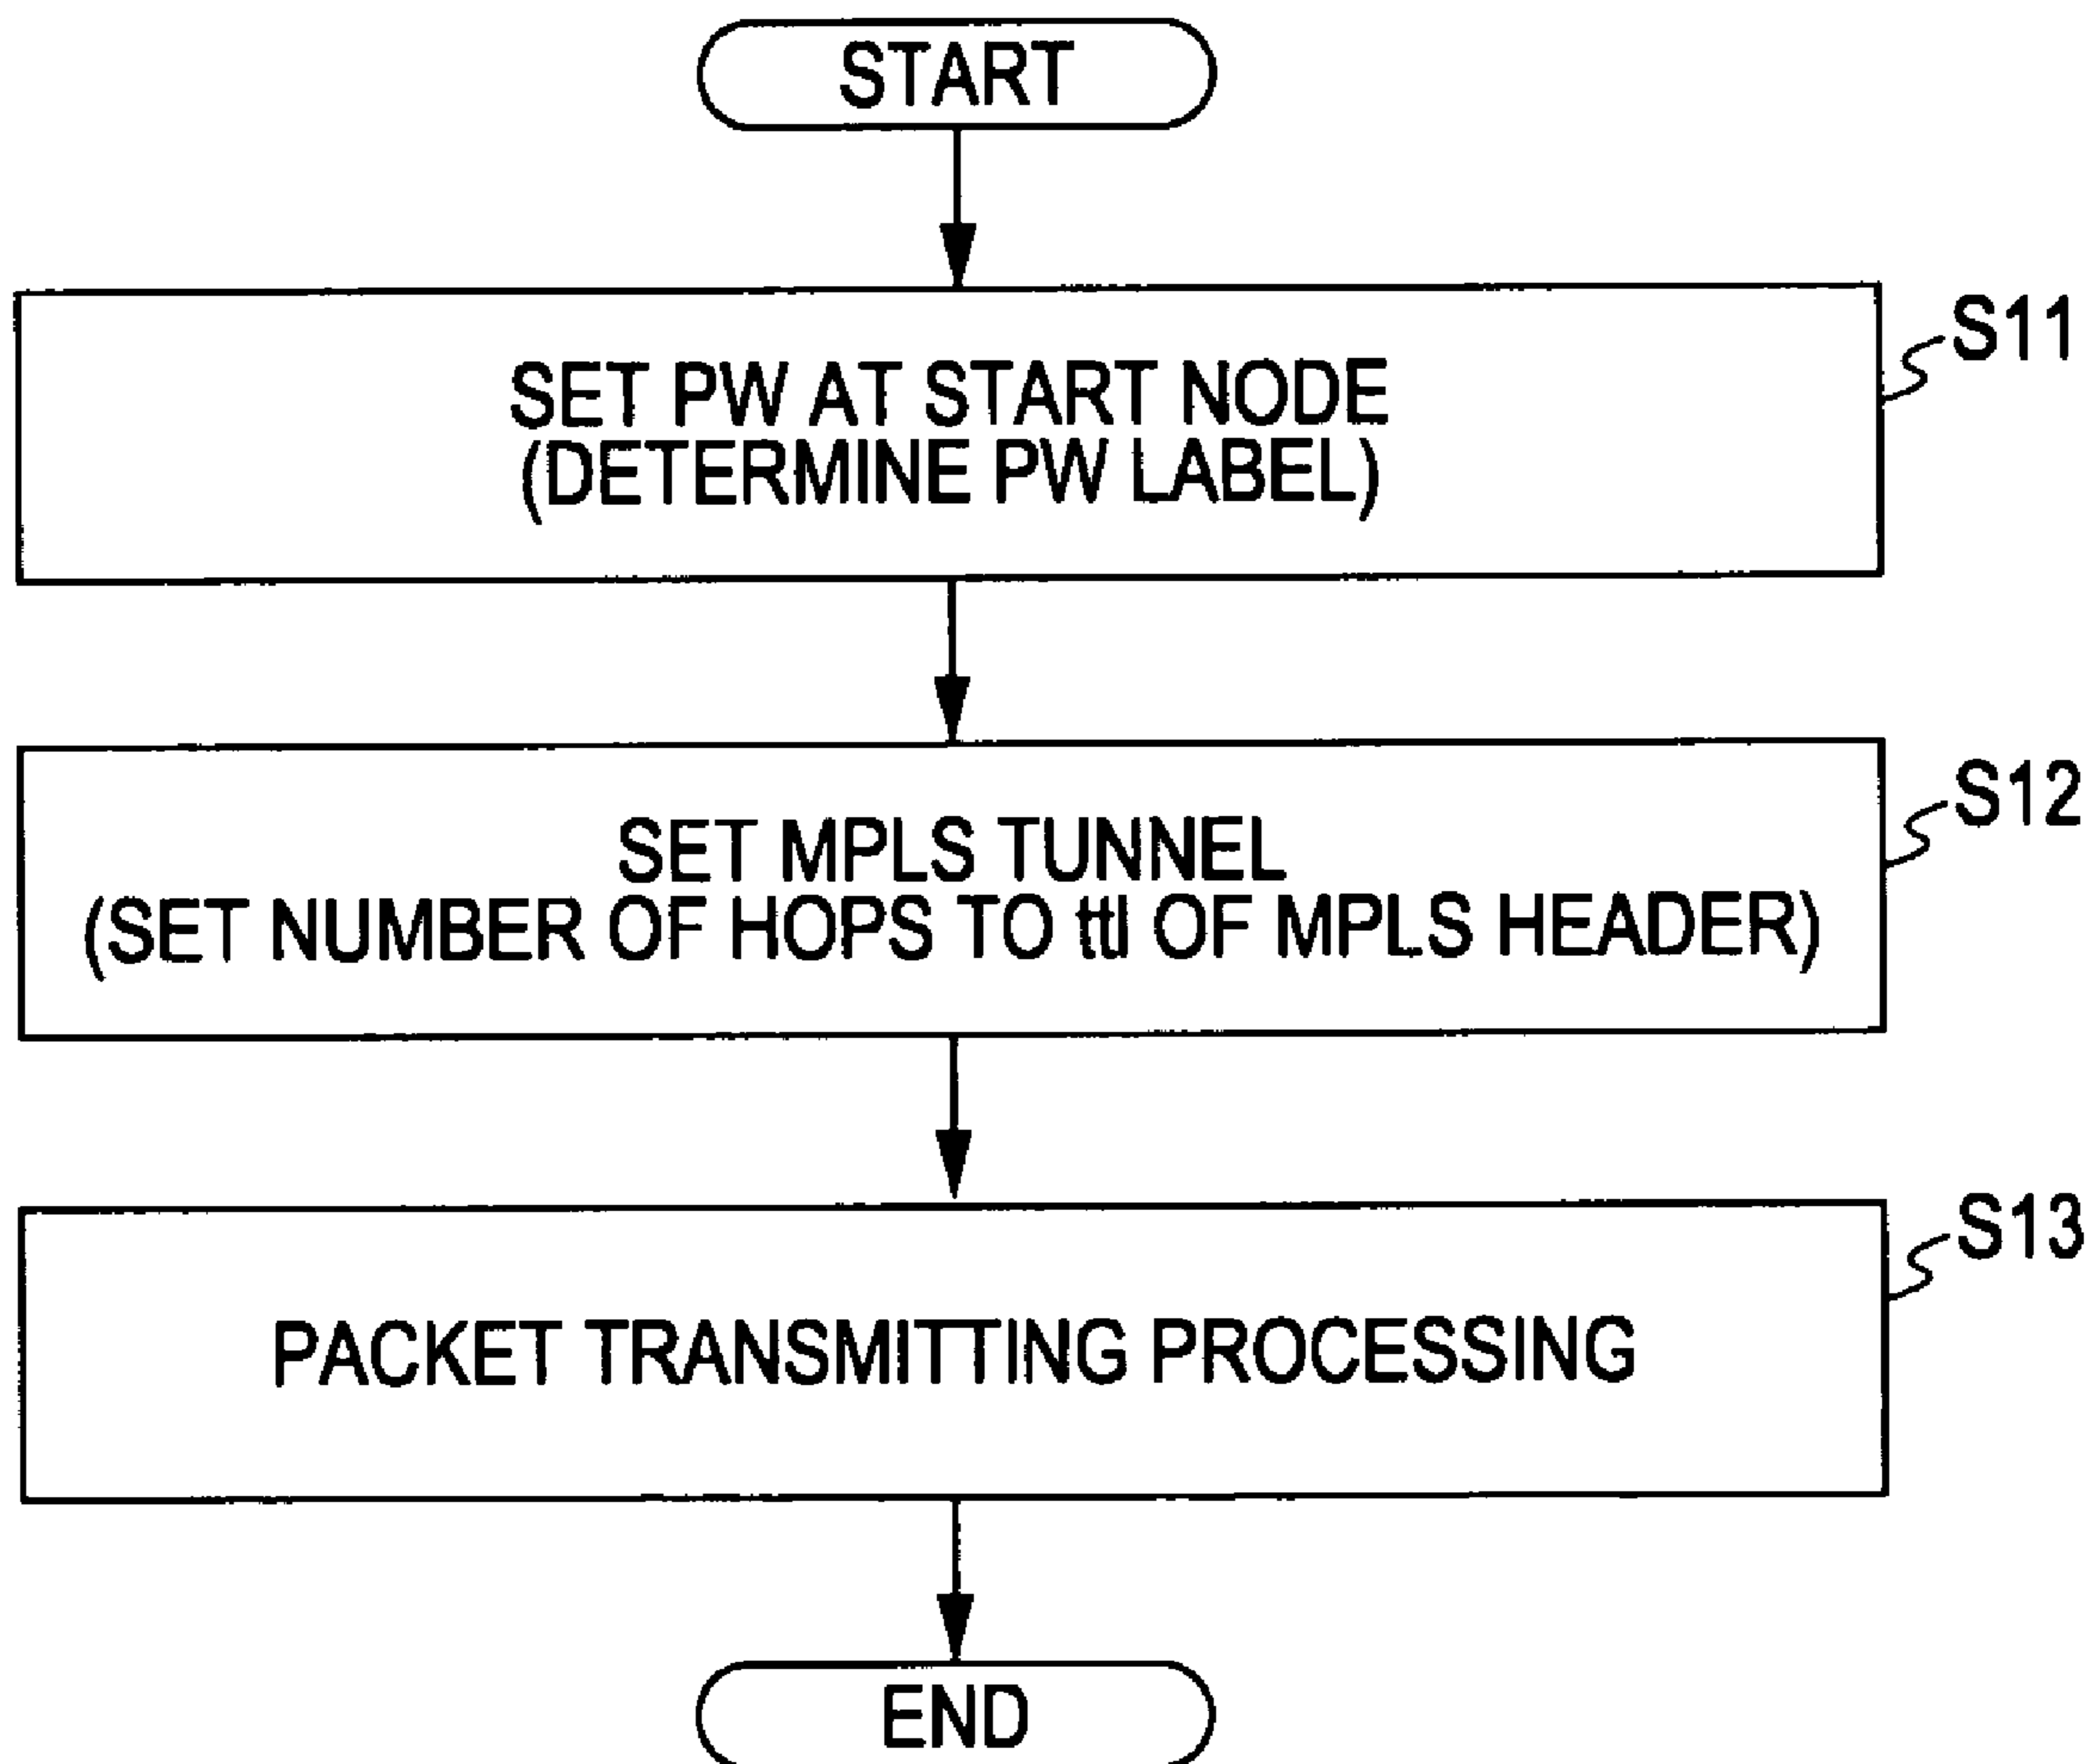 START
S11
SET PW AT START NODE
(DETERMINE PW LABEL)
S12
SET MPLS TUNNEL
(SET NUMBER OF HOPS TO ttl OF MPLS HEADER)
S13
PACKET TRANSMITTING PROCESSING
END